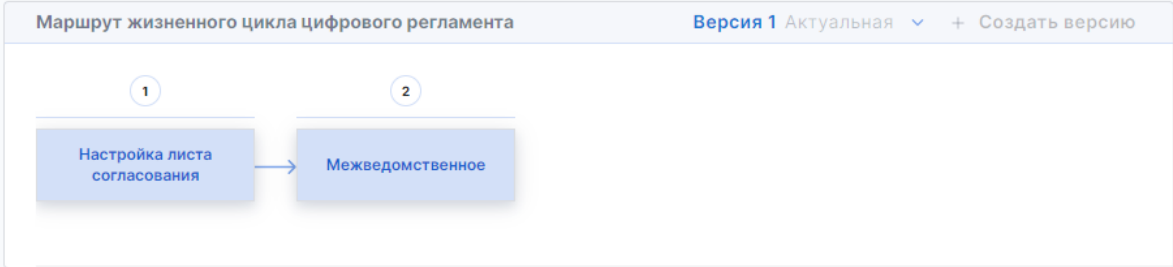 Маршрут жизненного цикла цифрового регламента Версия 1 Актуальная + Создать версию
1 2
Настройка листа
согласования
Межведомственное